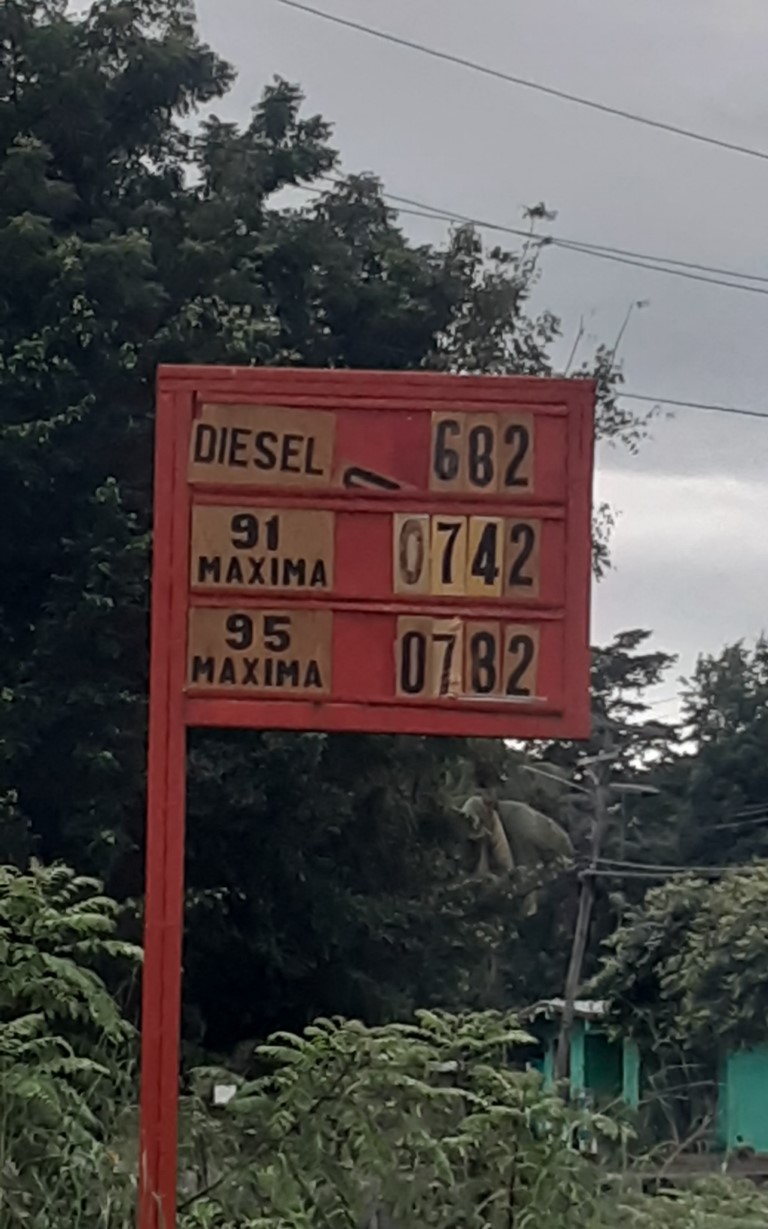 DIESEL 682
91
MAXIMA 0742
95
MAXIMA 0782